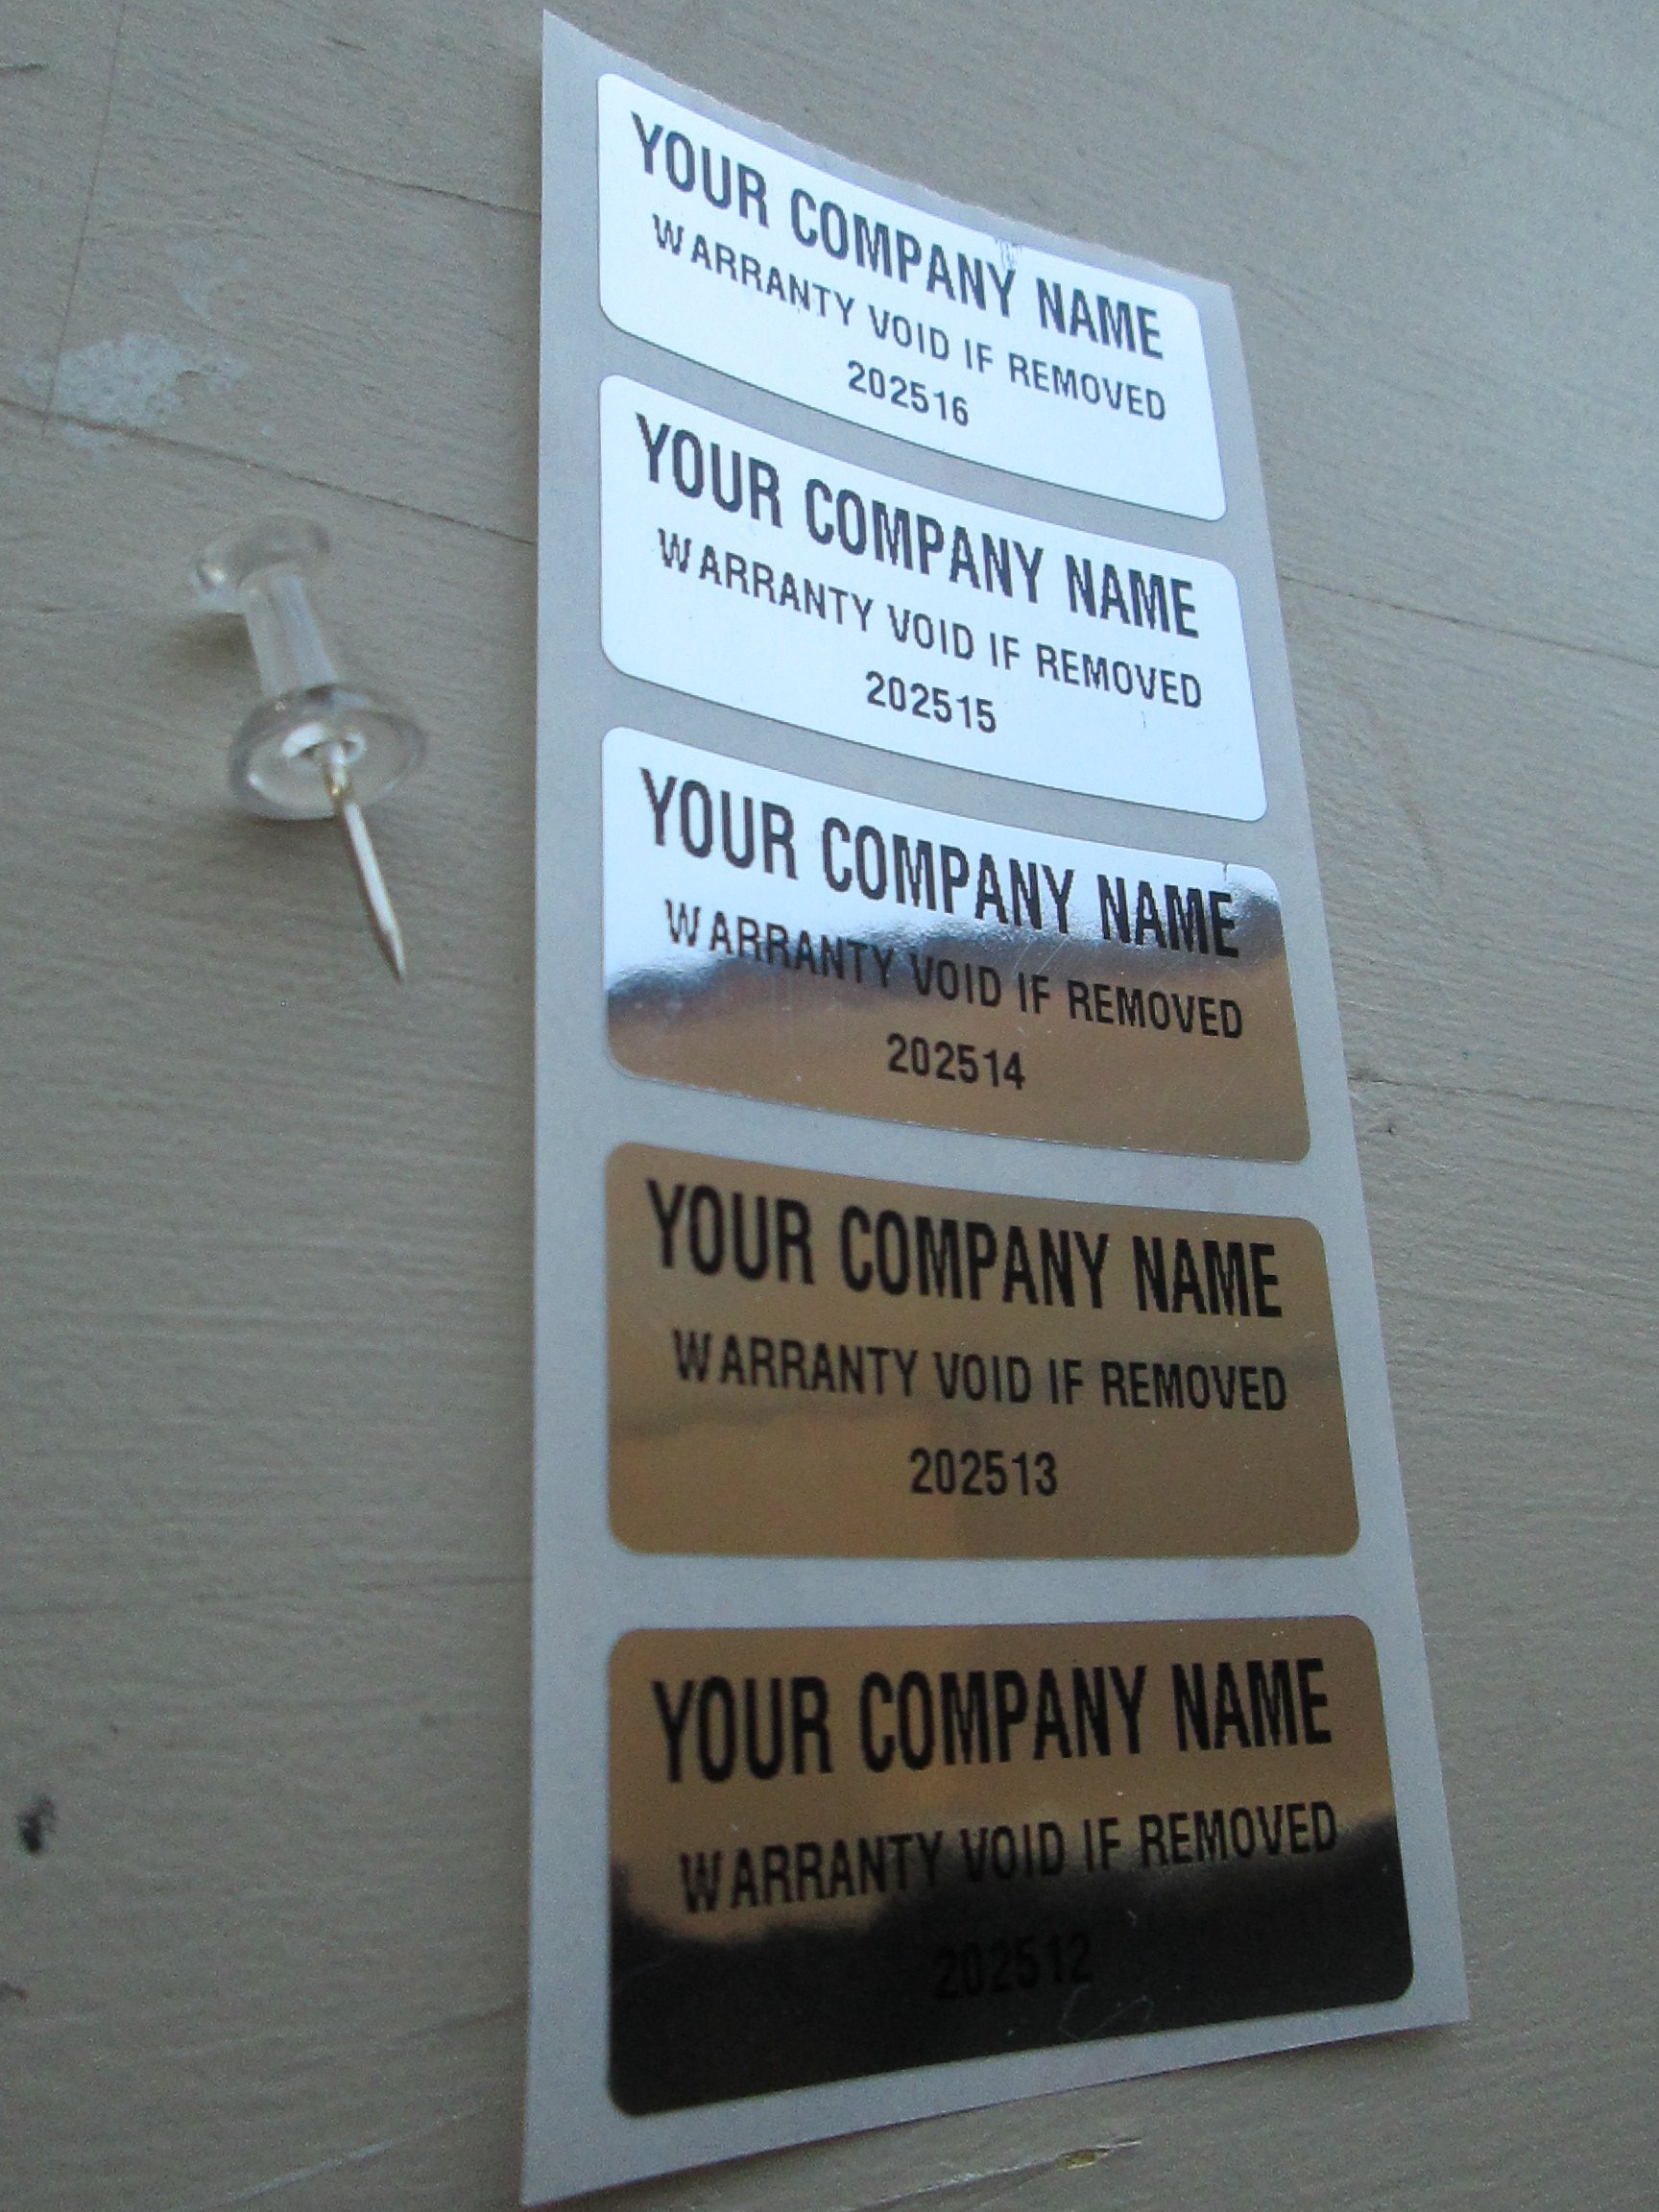 YOUR COMPANY NAME
WARRANTY VOID IF REMOVED
202516
YOUR COMPANY NAME
WARRANTY VOID IF REMOVED
202515
YOUR COMPANY NAME
WARRANTY VOID IF REMOVED
202514
YOUR COMPANY NAME
WARRANTY VOID IF REMOVED
202513
YOUR COMPANY NAME
WARRANTY VOID IF REMOVED
202512